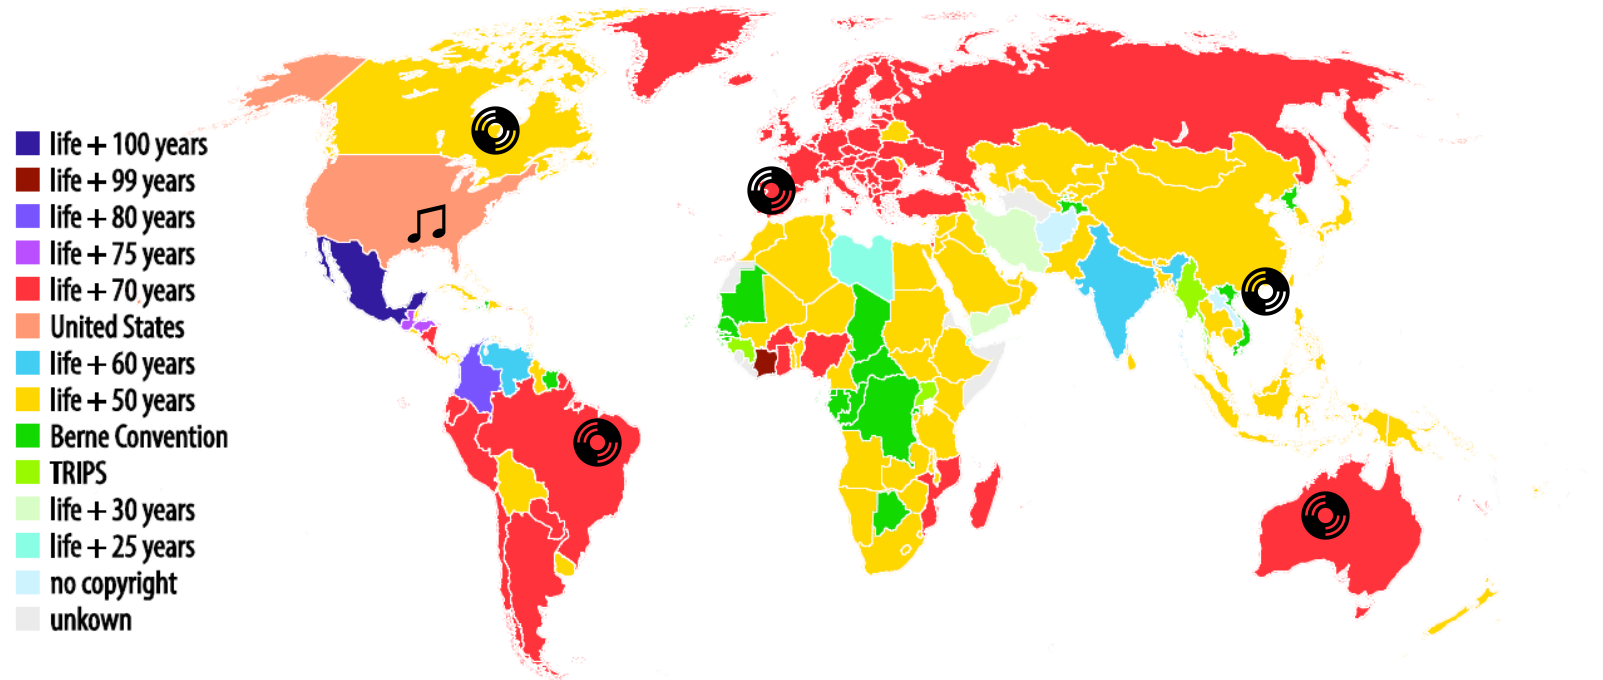 life + 100 years
life + 99 years
life + 80 years
life + 75 years
life + 70 years
United States
life + 60 years
life + 50 years
Berne Convention
TRIPS
life + 30 years
life + 25 years
no copyright
unkown